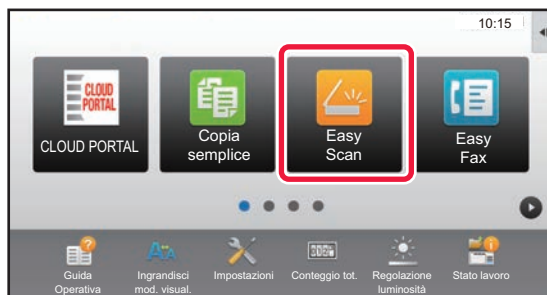 10:15
CLOUD
PORTAL
CLOUD PORTAL
Copia
semplice
Easy
Scan
Easy
Fax
Guida
Operativa
Ingrandisci
mod. visual.
Impostazioni
Conteggio tot.
Regolazione
luminosità
Stato lavoro